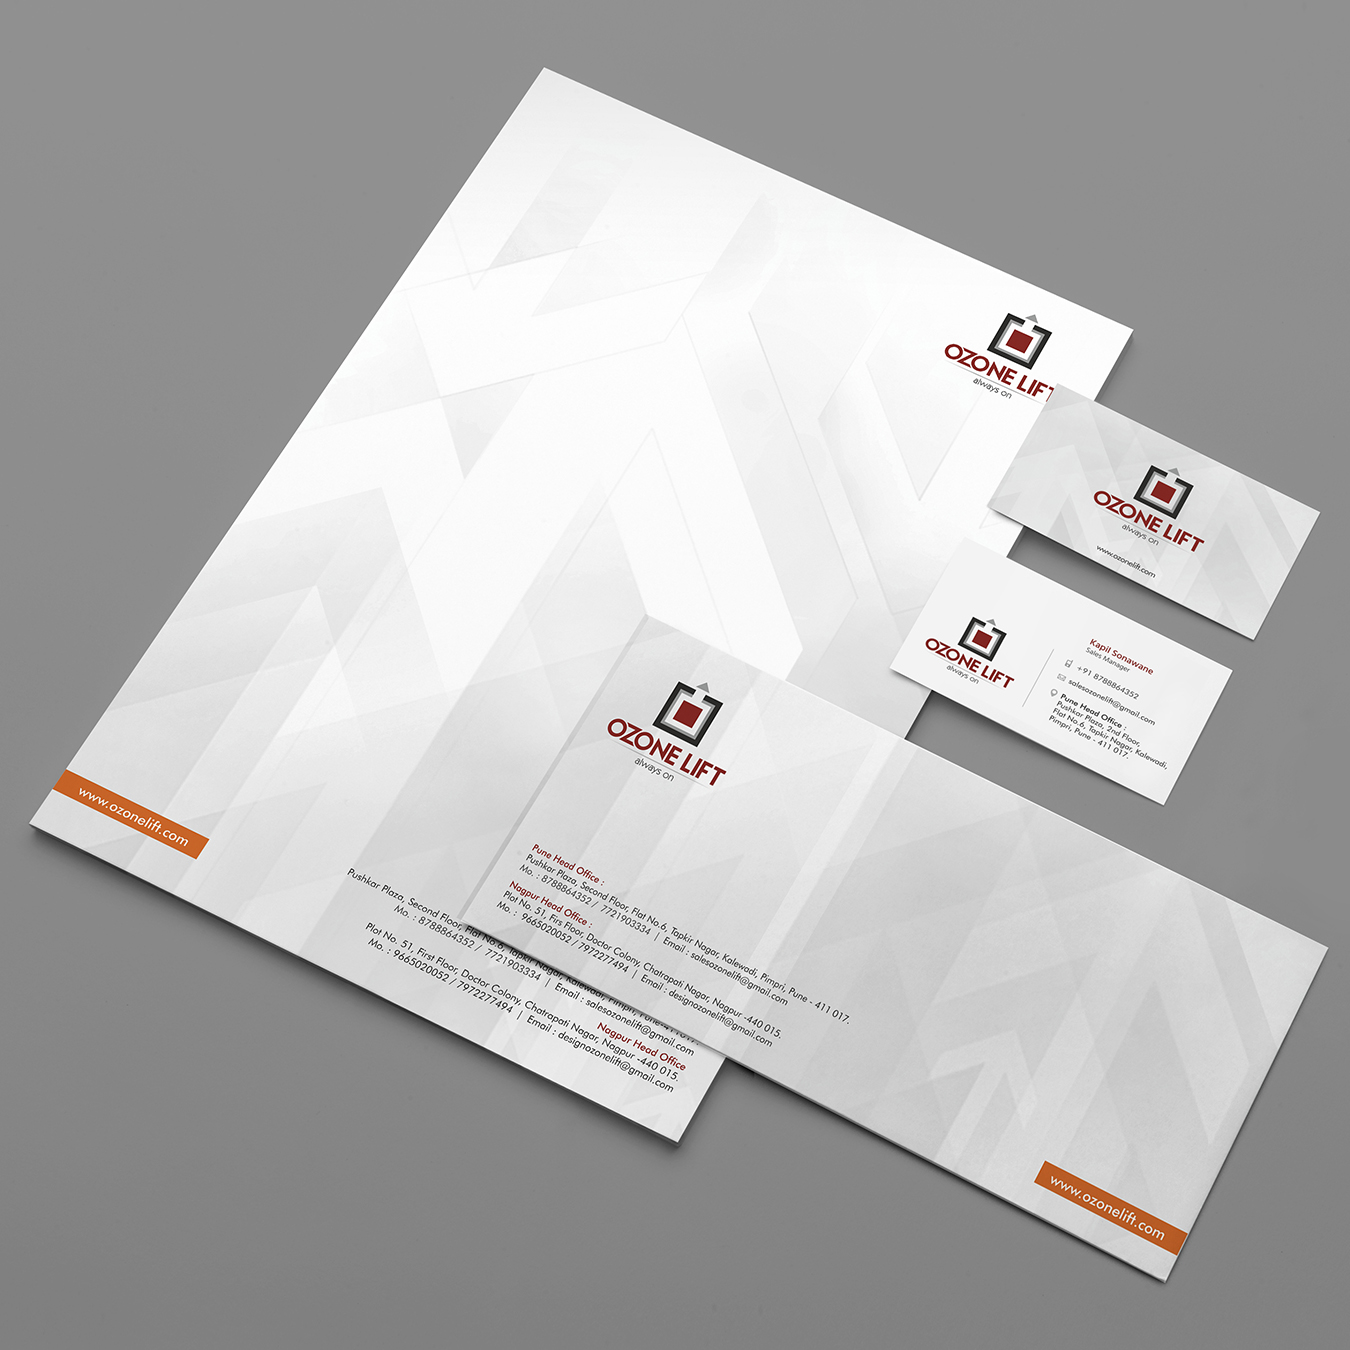 OZONE LIFT
always on
www.ozonelift.com
Pushkar Plaza, Second Floor, Flat No.6, Tapkir Nagar, Kalewadi, Pimpri, Pune-411 017.
Mo. : 8788864352 / 7721903334 | Email : salesozonelift@gmail.com
Nagpur Head Office
Plot No. 51, First Floor, Doctor Colony, Chatrapati Nagar, Nagpur -440 015.
Mo. : 9665020052 / 7972277494 | Email : designozonelift@gmail.com
OZONE LIFT
always on
www.ozonelift.com
OZONE LIFT
always on
Kapil Sonawane
Sales Manager
+91 8788864352
salesozonelift@gmail.com
Pune Head Office :
Pushkar Plaza, 2nd Floor,
Flat No.6, Tapkir Nagar, Kalewadi,
Pimpri, Pune - 411 017.
OZONE LIFT
always on
Pune Head Office :
Pushkar Plaza, Second Floor, Flat No.6, Tapkir Nagar, Kalewadi, Pimpri, Pune - 411 017.
Mo. : 8788864352 / 7721903334 | Email : salesozonelift@gmail.com
Nagpur Head Office :
Plot No. 51, Firs Floor, Doctor Colony, Chatrapati Nagar, Nagpur -440 015.
Mo. : 9665020052 / 7972277494 | Email : designozonelift@gmail.com
www.ozonelift.com